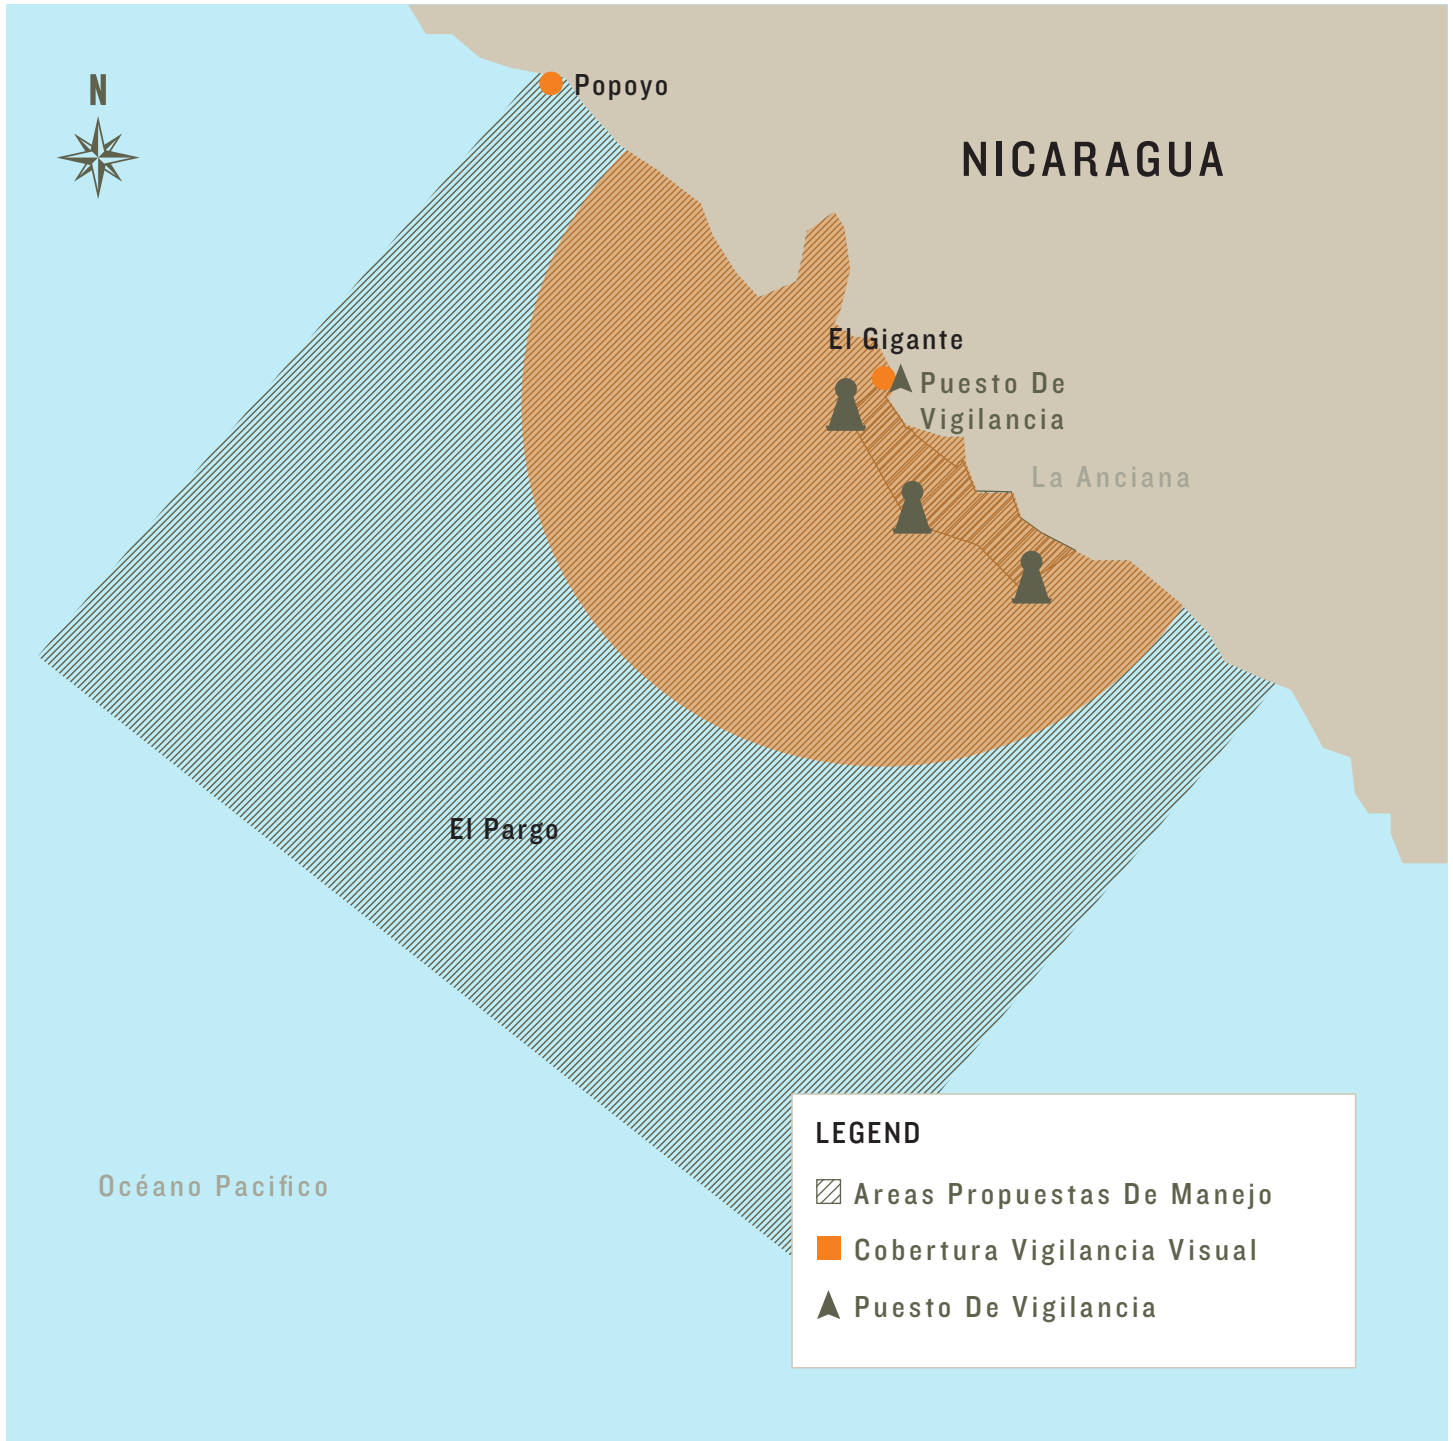 N
Popoyo
NICARAGUA
El Gigante
Puesto De
Vigilancia
La Anciana
El Pargo
Océano Pacifico
LEGEND
Areas Propuestas De Manejo
Cobertura Vigilancia Visual
Puesto De Vigilancia